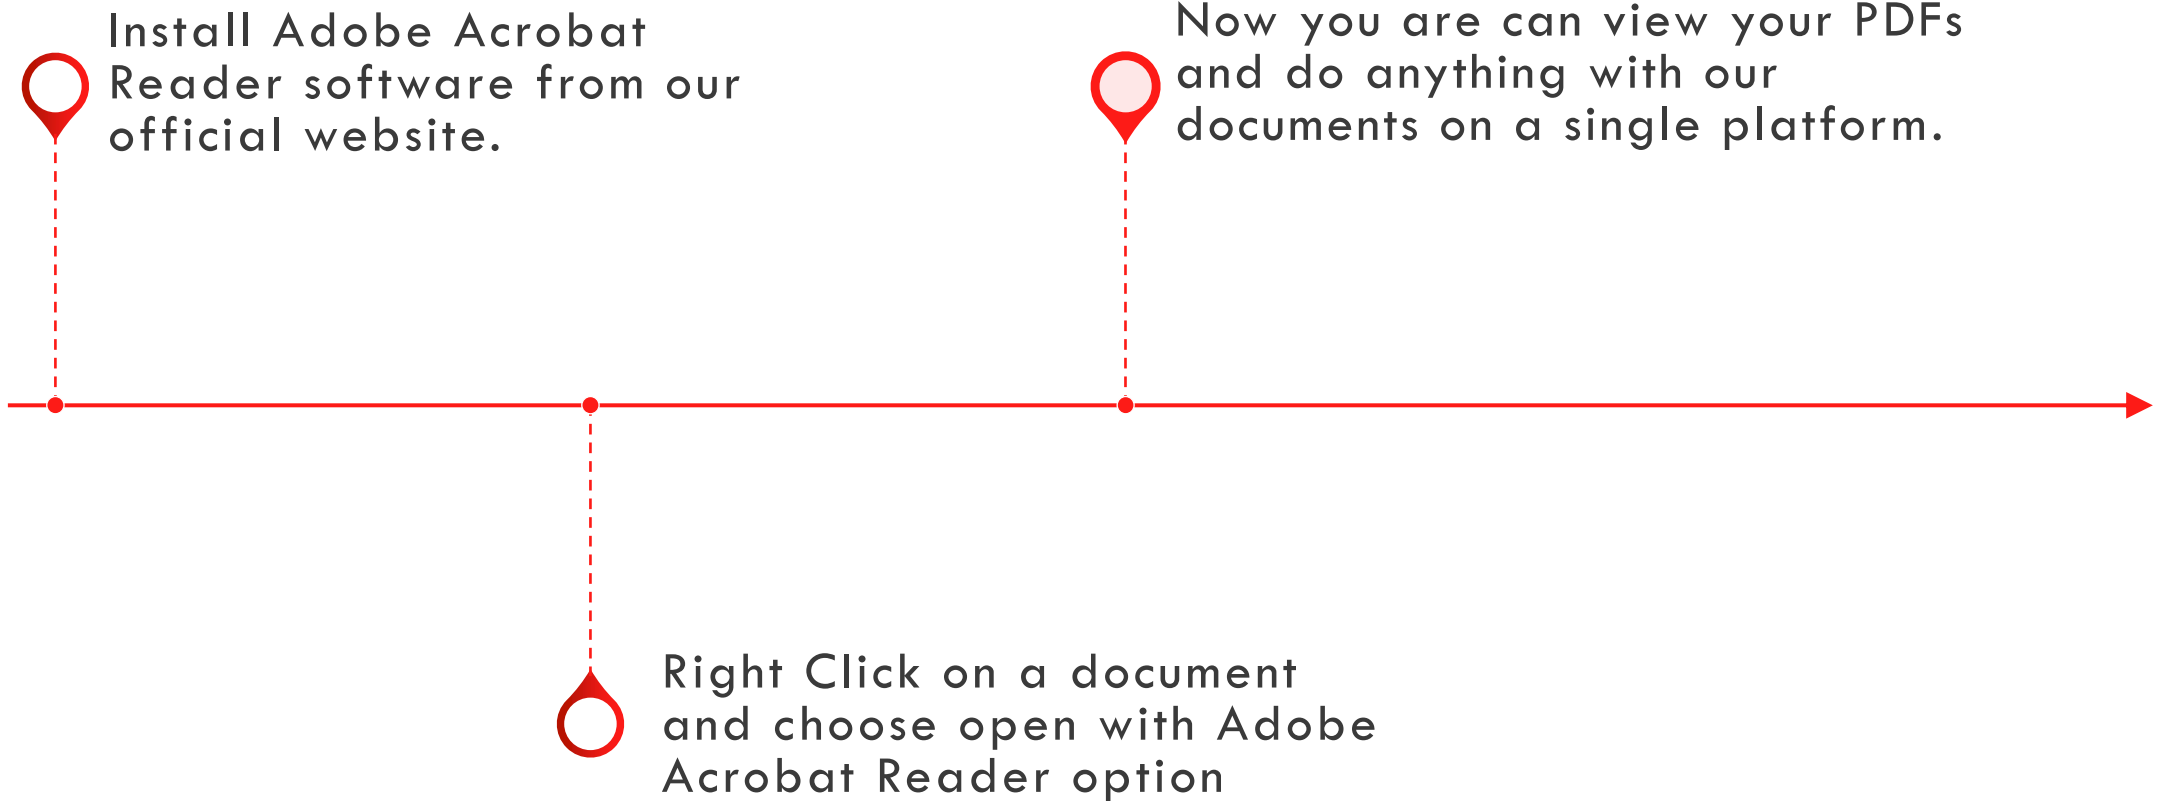 Install Adobe Acrobat
Reader software from our
official website.
Right Click on a document
and choose open with Adobe
Acrobat Reader option
Now you are can view your PDFs
and do anything with our
documents on a single platform.